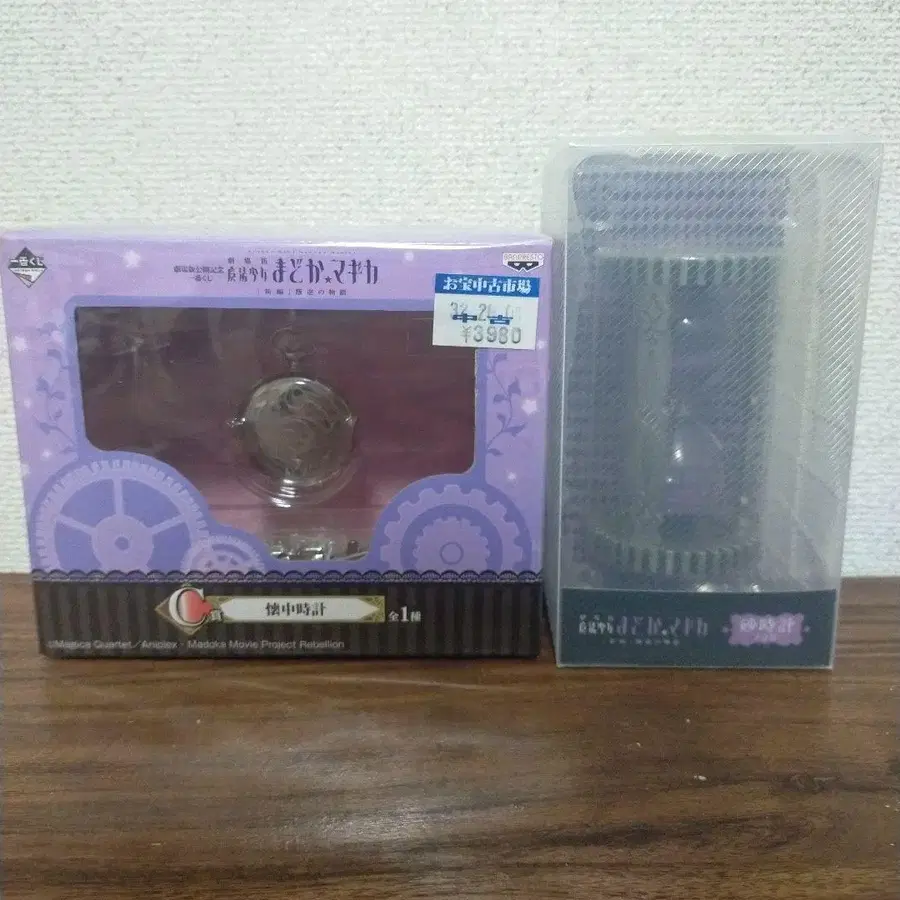 一番くじ
劇場版公開記念
一番くじ
劇場版
魔法少女まどか☆マギカ
[新編]叛逆の物語
BANPRESTO
お宝中古市場
中古
¥3980
C賞
懐中時計
全1種
©Magica Quartet／Aniplex・Madoka Movie Project Rebellion
魔法少女まどか☆マギカ